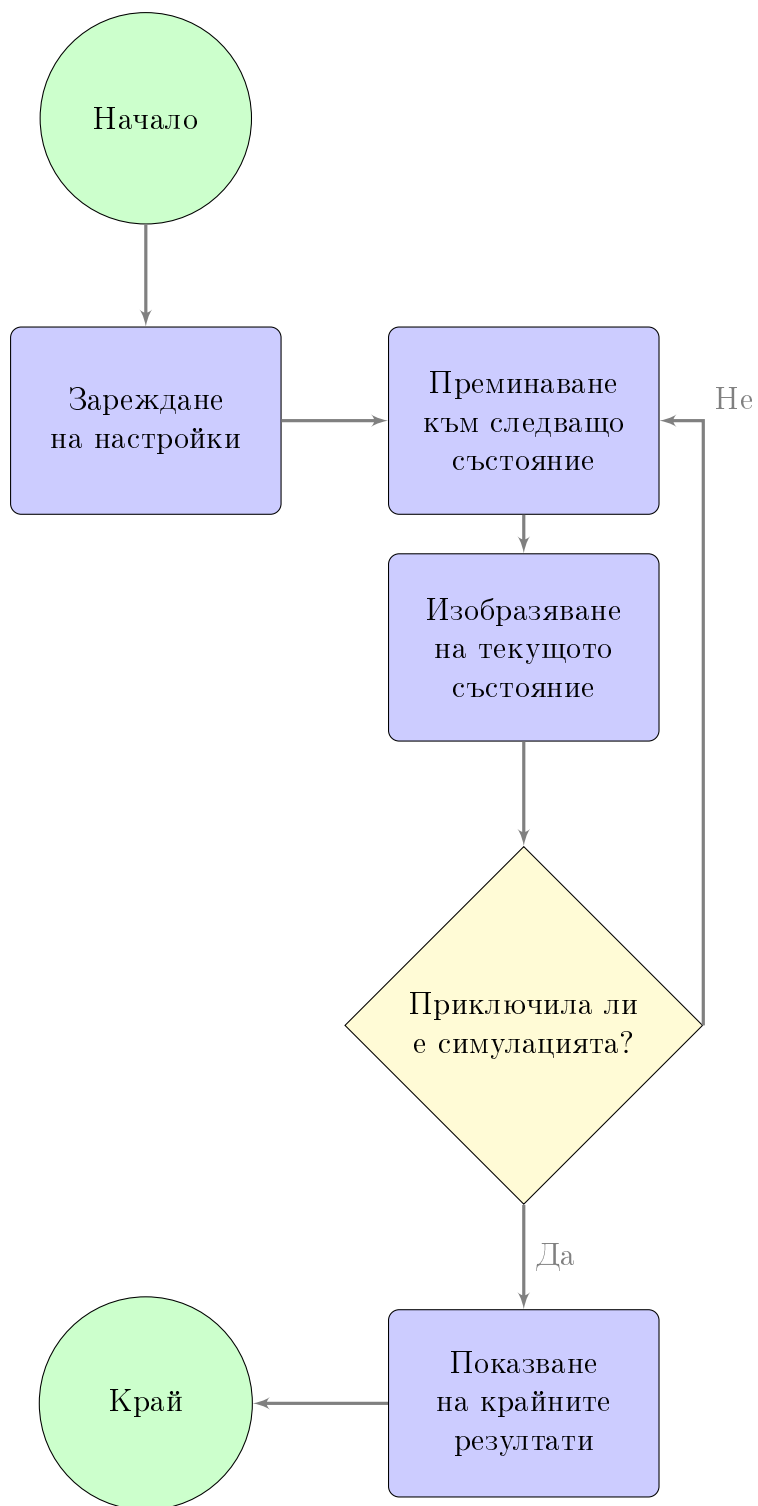 Начало
Зареждане
на настройки
Преминаване
към следващо
състояние
Не
Изобразяване
на текущото
състояние
Приключила ли
е симулацията?
Да
Показване
на крайните
резултати
Край